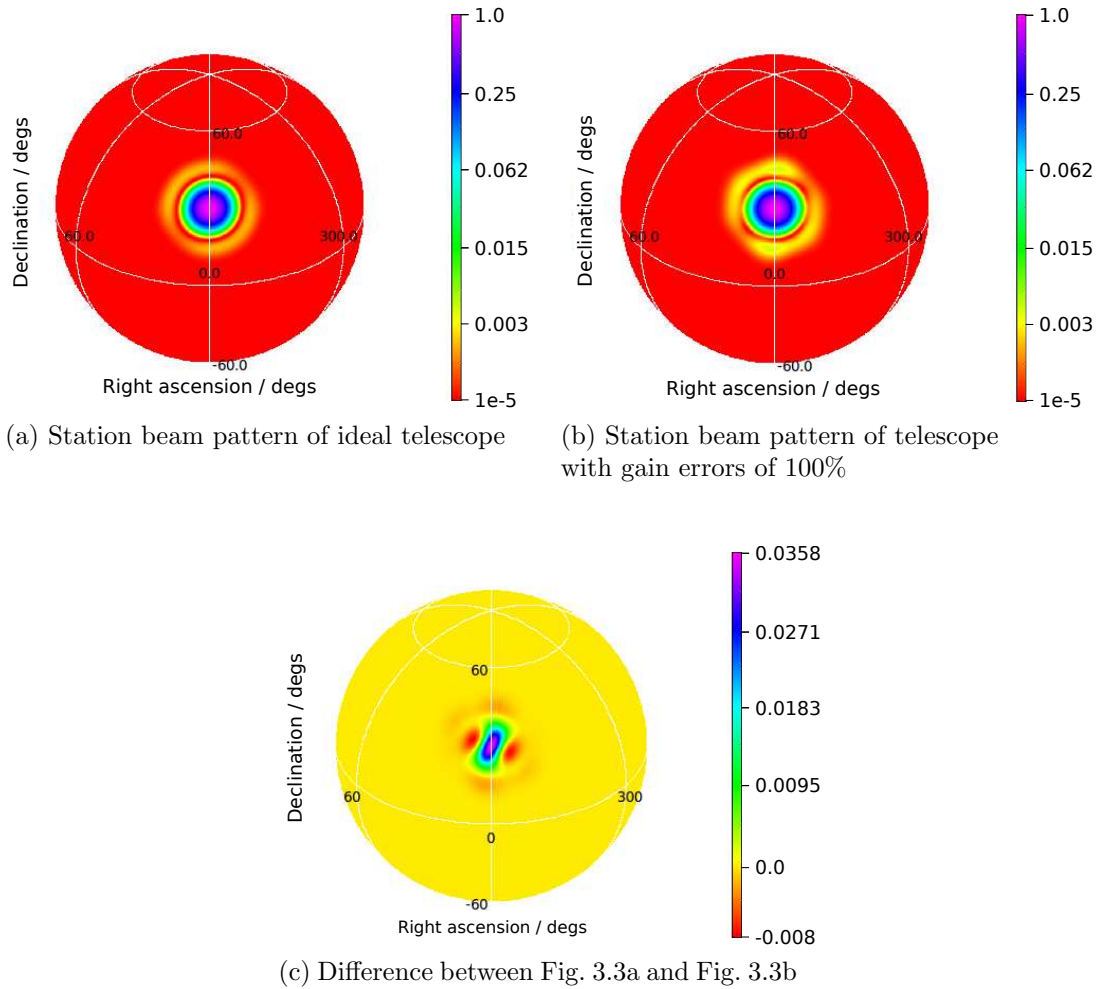 1.0
0.25
0.062
0.015
0.003
1e-5
Declination / degs
60.0
60.0
300.0
0.0
-60.0
Right ascension / degs
(a) Station beam pattern of ideal telescope
1.0
0.25
0.062
0.015
0.003
1e-5
Declination / degs
60.0
60.0
300.0
0.0
-60.0
Right ascension / degs
(b) Station beam pattern of telescope
with gain errors of 100%
0.0358
0.0271
0.0183
0.0095
0.0
-0.008
Declination / degs
60
60
300
0
-60
Right ascension / degs
(c) Difference between Fig. 3.3a and Fig. 3.3b